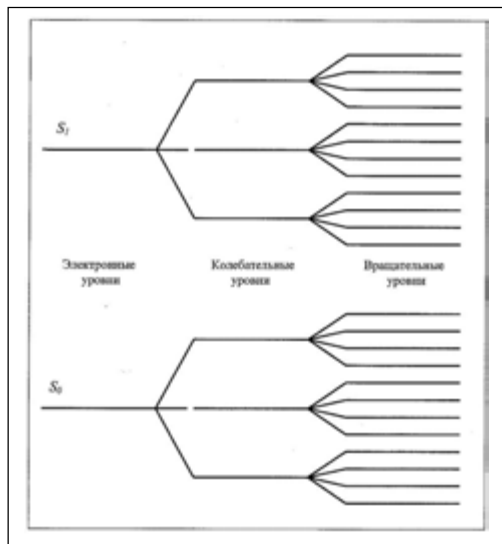 S₁
Электронные Колебательные Вращательные
уровни уровни уровни
S₀